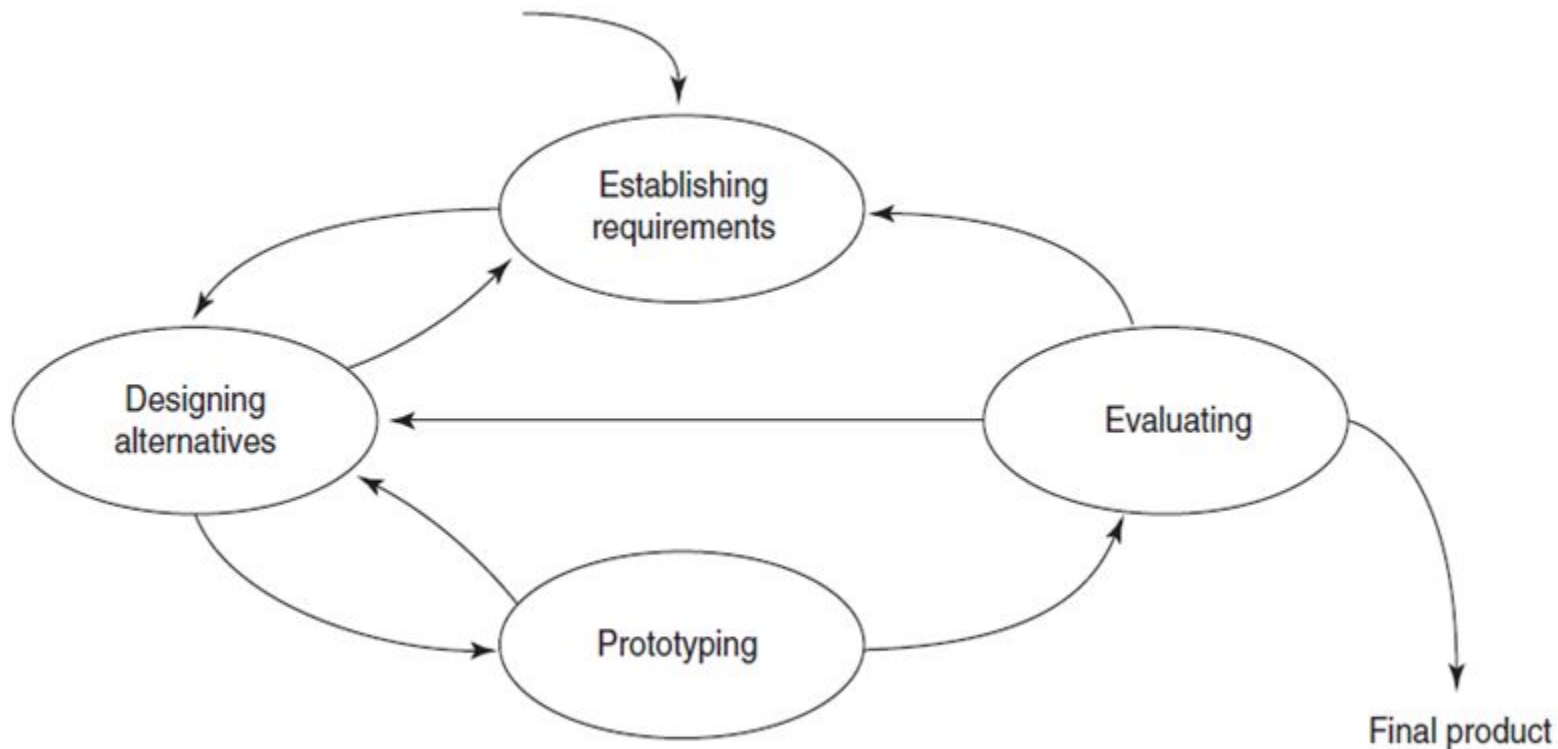 Establishing
requirements
Designing
alternatives
Evaluating
Prototyping
Final product